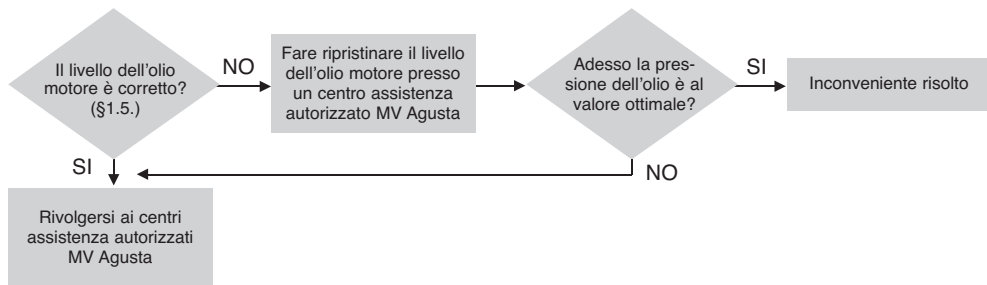 Il livello dell'olio
motore è corretto?
(§1.5.)
NO
Fare ripristinare il livello
dell'olio motore presso
un centro assistenza
autorizzato MV Agusta
Adesso la pres-
sione dell'olio è al
valore ottimale?
SI
Inconveniente risolto
SI
NO
Rivolgersi ai centri
assistenza autorizzati
MV Agusta